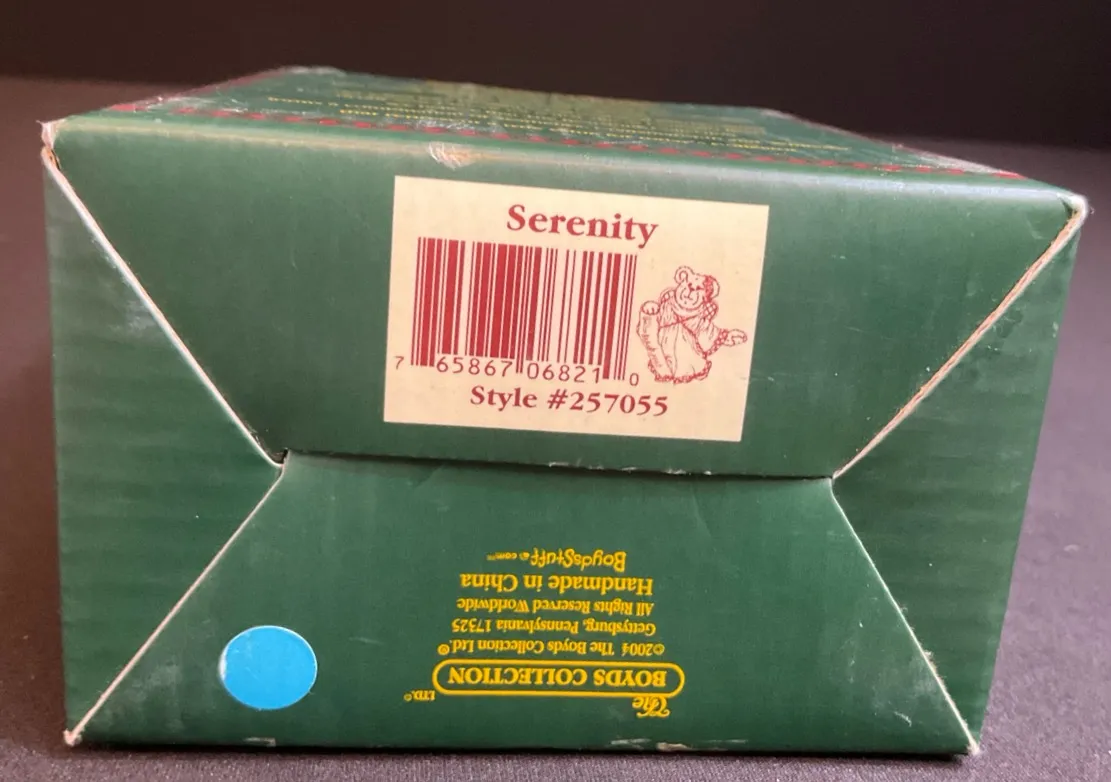 Serenity
7 65867 06821 0
Style #257055
The
BOYDS COLLECTION LTD.®
©2004 The Boyds Collection Ltd.®
Gettysburg, Pennsylvania 17325
All Rights Reserved Worldwide
Handmade in China
BoydsStuff.com™